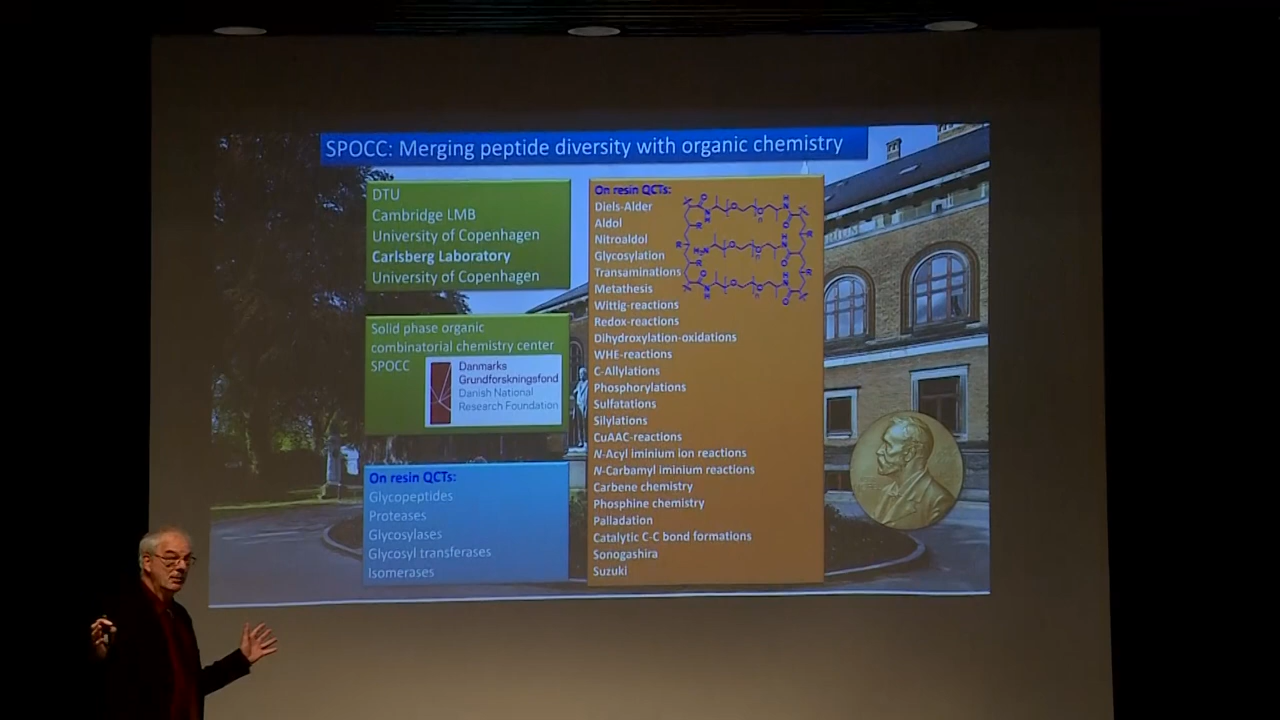 SPOCC: Merging peptide diversity with organic chemistry
DTU
Cambridge LMB
University of Copenhagen
Carlsberg Laboratory
University of Copenhagen
Solid phase organic
combinatorial chemistry center
SPOCC
Danmarks
Grundforskningsfond
Danish National
Research Foundation
On resin QCTs:
Glycopeptides
Proteases
Glycosylases
Glycosyl transferases
Isomerases
On resin QCTs:
Diels-Alder
Aldol
Nitroaldol
Glycosylation
Transaminations
Metathesis
Wittig-reactions
Redox-reactions
Dihydroxylation-oxidations
WHE-reactions
C-Allylations
Phosphorylations
Sulfatations
Silylations
CuAAC-reactions
N-Acyl iminium ion reactions
N-Carbamyl iminium reactions
Carbene chemistry
Phosphine chemistry
Palladation
Catalytic C-C bond formations
Sonogashira
Suzuki